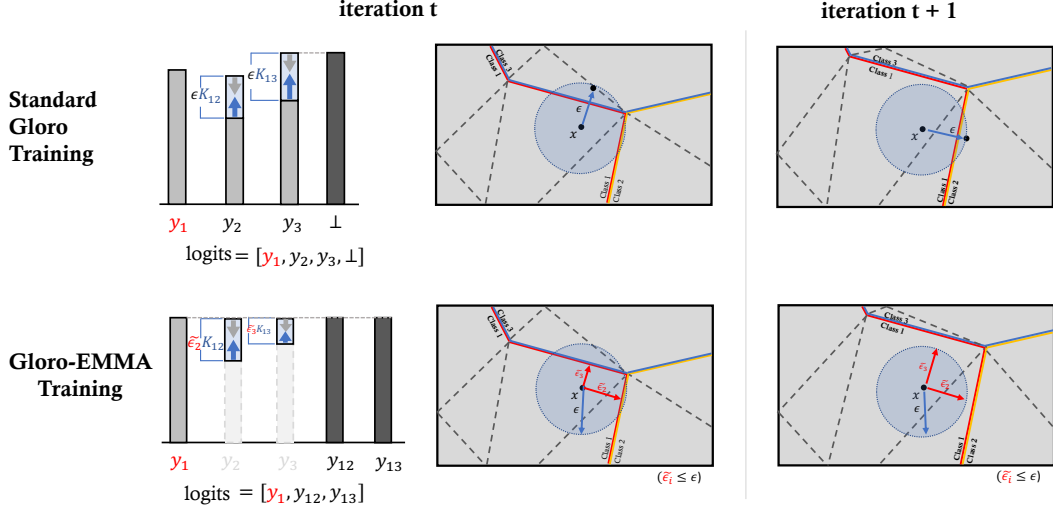 iteration t
iteration t + 1
Standard
Gloro
Training
ϵK₁₂
ϵK₁₃
y₁ y₂ y₃ ⊥
logits = [y₁, y₂, y₃, ⊥]
Class 3
Class 1
ϵ
x
Class 1
Class 2
Class 3
Class 1
ϵ
x
Class 1
Class 2
Gloro-EMMA
Training
ϵ̃₂K₁₂
ϵ̃₃K₁₃
y₁ y₂ y₃ y₁₂ y₁₃
logits = [y₁, y₁₂, y₁₃]
Class 3
Class 1
ϵ̃₃
ϵ̃₂
x
ϵ
Class 1
Class 2
(ϵ̃ᵢ ≤ ϵ)
Class 3
Class 1
ϵ̃₃
ϵ̃₂
x
ϵ
Class 1
Class 2
(ϵ̃ᵢ ≤ ϵ)